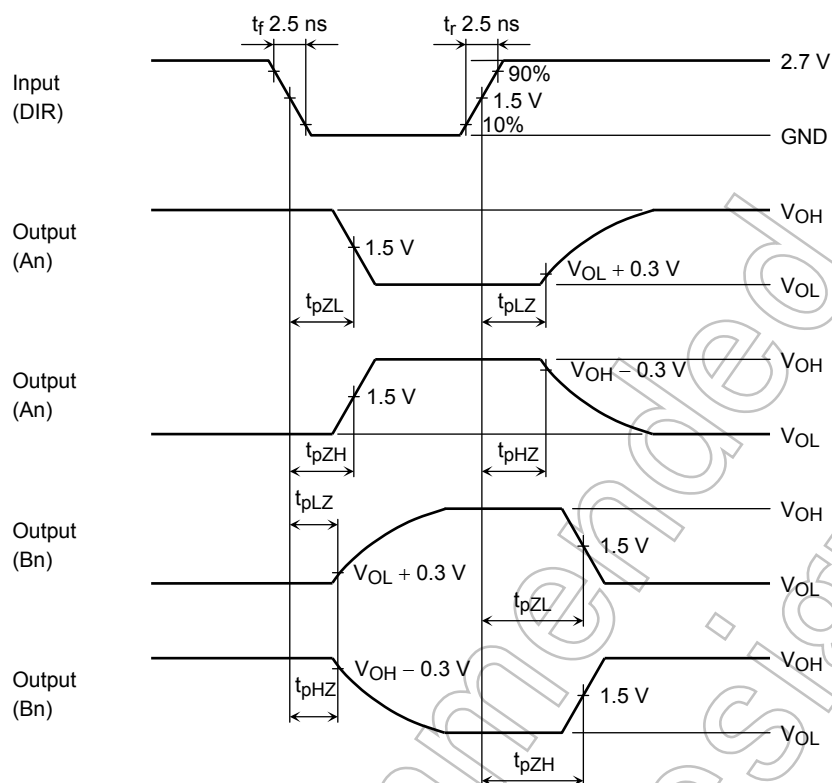 tf 2.5 ns
tr 2.5 ns
Input
(DIR)
2.7 V
90%
1.5 V
10%
GND
Output
(An)
VOH
1.5 V
VOL + 0.3 V
VOL
tpZL
tpLZ
Output
(An)
VOH
VOH − 0.3 V
1.5 V
VOL
tpZH
tpHZ
tpLZ
Output
(Bn)
VOH
1.5 V
VOL + 0.3 V
VOL
tpZL
Output
(Bn)
VOH
VOH − 0.3 V
1.5 V
tpHZ
VOL
tpZH